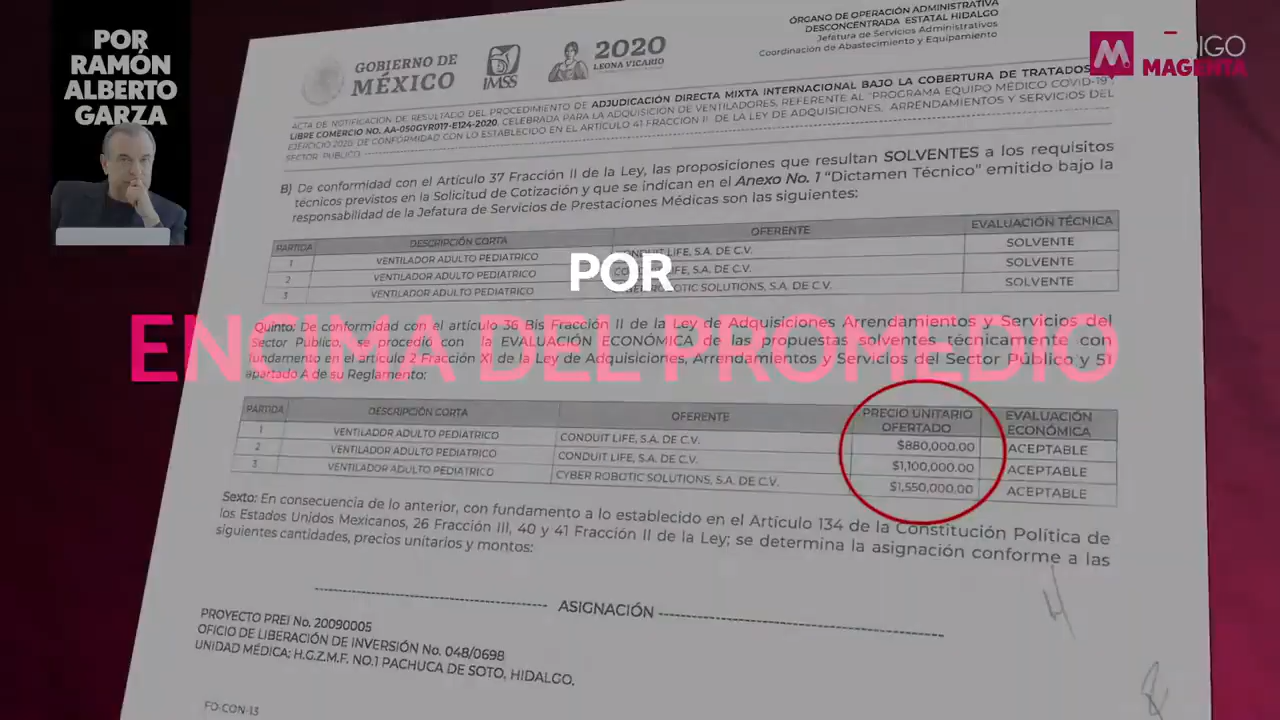 POR
RAMÓN
ALBERTO
GARZA
GOBIERNO DE
MÉXICO
IMSS
2020
LEONA VICARIO
ÓRGANO DE OPERACIÓN ADMINISTRATIVA
DESCONCENTRADA ESTATAL HIDALGO
Jefatura de Servicios Administrativos
Coordinación de Abastecimiento y Equipamiento
M
DIGO
MAGENTA
ACTA DE NOTIFICACIÓN DE RESULTADO DEL PROCEDIMIENTO DE ADJUDICACIÓN DIRECTA MIXTA INTERNACIONAL BAJO LA COBERTURA DE TRATADOS
LIBRE COMERCIO NO. AA-050GYR017-E124-2020, CELEBRADA PARA LA ADQUISICIÓN DE VENTILADORES, REFERENTE AL "PROGRAMA EQUIPO MÉDICO COVID-19",
EJERCICIO 2020, DE CONFORMIDAD CON LO ESTABLECIDO EN EL ARTÍCULO 41 FRACCIÓN II DE LA LEY DE ADQUISICIONES, ARRENDAMIENTOS Y SERVICIOS DEL
SECTOR PÚBLICO
B) De conformidad con el Artículo 37 Fracción II de la Ley, las proposiciones que resultan SOLVENTES a los requisitos
técnicos previstos en la Solicitud de Cotización y que se indican en el Anexo No. 1 "Dictamen Técnico" emitido bajo la
responsabilidad de la Jefatura de Servicios de Prestaciones Médicas son las siguientes:
PARTIDA DESCRIPCIÓN CORTA OFERENTE EVALUACIÓN TÉCNICA
1 VENTILADOR ADULTO PEDIATRICO CONDUIT LIFE, S.A. DE C.V. SOLVENTE
2 VENTILADOR ADULTO PEDIATRICO CONDUIT LIFE, S.A. DE C.V. SOLVENTE
3 VENTILADOR ADULTO PEDIATRICO CYBER ROBOTIC SOLUTIONS, S.A. DE C.V. SOLVENTE
POR
ENCIMA DEL PROMEDIO
Quinto: De conformidad con el artículo 36 Bis Fracción II de la Ley de Adquisiciones Arrendamientos y Servicios del
Sector Público, se procedió con la EVALUACIÓN ECONÓMICA de las propuestas solventes técnicamente con
fundamento en el artículo 2 Fracción XI de la Ley de Adquisiciones, Arrendamientos y Servicios del Sector Público y 51
apartado A de su Reglamento:
PARTIDA DESCRIPCIÓN CORTA OFERENTE PRECIO UNITARIO OFERTADO EVALUACIÓN ECONÓMICA
1 VENTILADOR ADULTO PEDIATRICO CONDUIT LIFE, S.A. DE C.V. $880,000.00 ACEPTABLE
2 VENTILADOR ADULTO PEDIATRICO CONDUIT LIFE, S.A. DE C.V. $1,100,000.00 ACEPTABLE
3 VENTILADOR ADULTO PEDIATRICO CYBER ROBOTIC SOLUTIONS, S.A. DE C.V. $1,550,000.00 ACEPTABLE
Sexto: En consecuencia de lo anterior, con fundamento a lo establecido en el Artículo 134 de la Constitución Política de
los Estados Unidos Mexicanos, 26 Fracción III, 40 y 41 Fracción II de la Ley; se determina la asignación conforme a las
siguientes cantidades, precios unitarios y montos:
ASIGNACIÓN
PROYECTO PREI No. 20090005
OFICIO DE LIBERACIÓN DE INVERSIÓN No. 048/0698
UNIDAD MÉDICA: H.G.Z.M.F. NO.1 PACHUCA DE SOTO, HIDALGO.
FO-CON-13